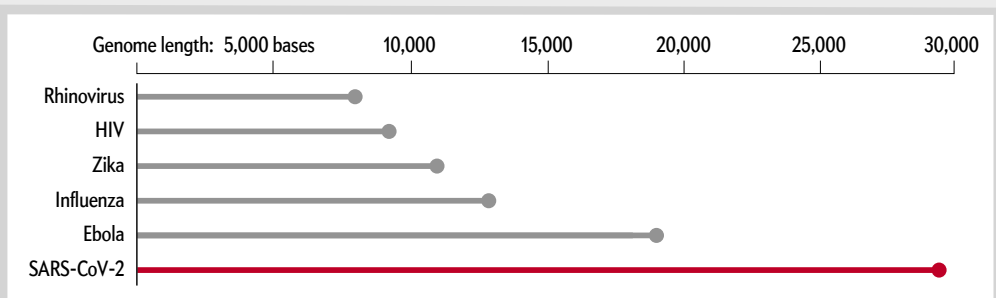 Genome length: 5,000 bases 10,000 15,000 20,000 25,000 30,000
Rhinovirus
HIV
Zika
Influenza
Ebola
SARS-CoV-2